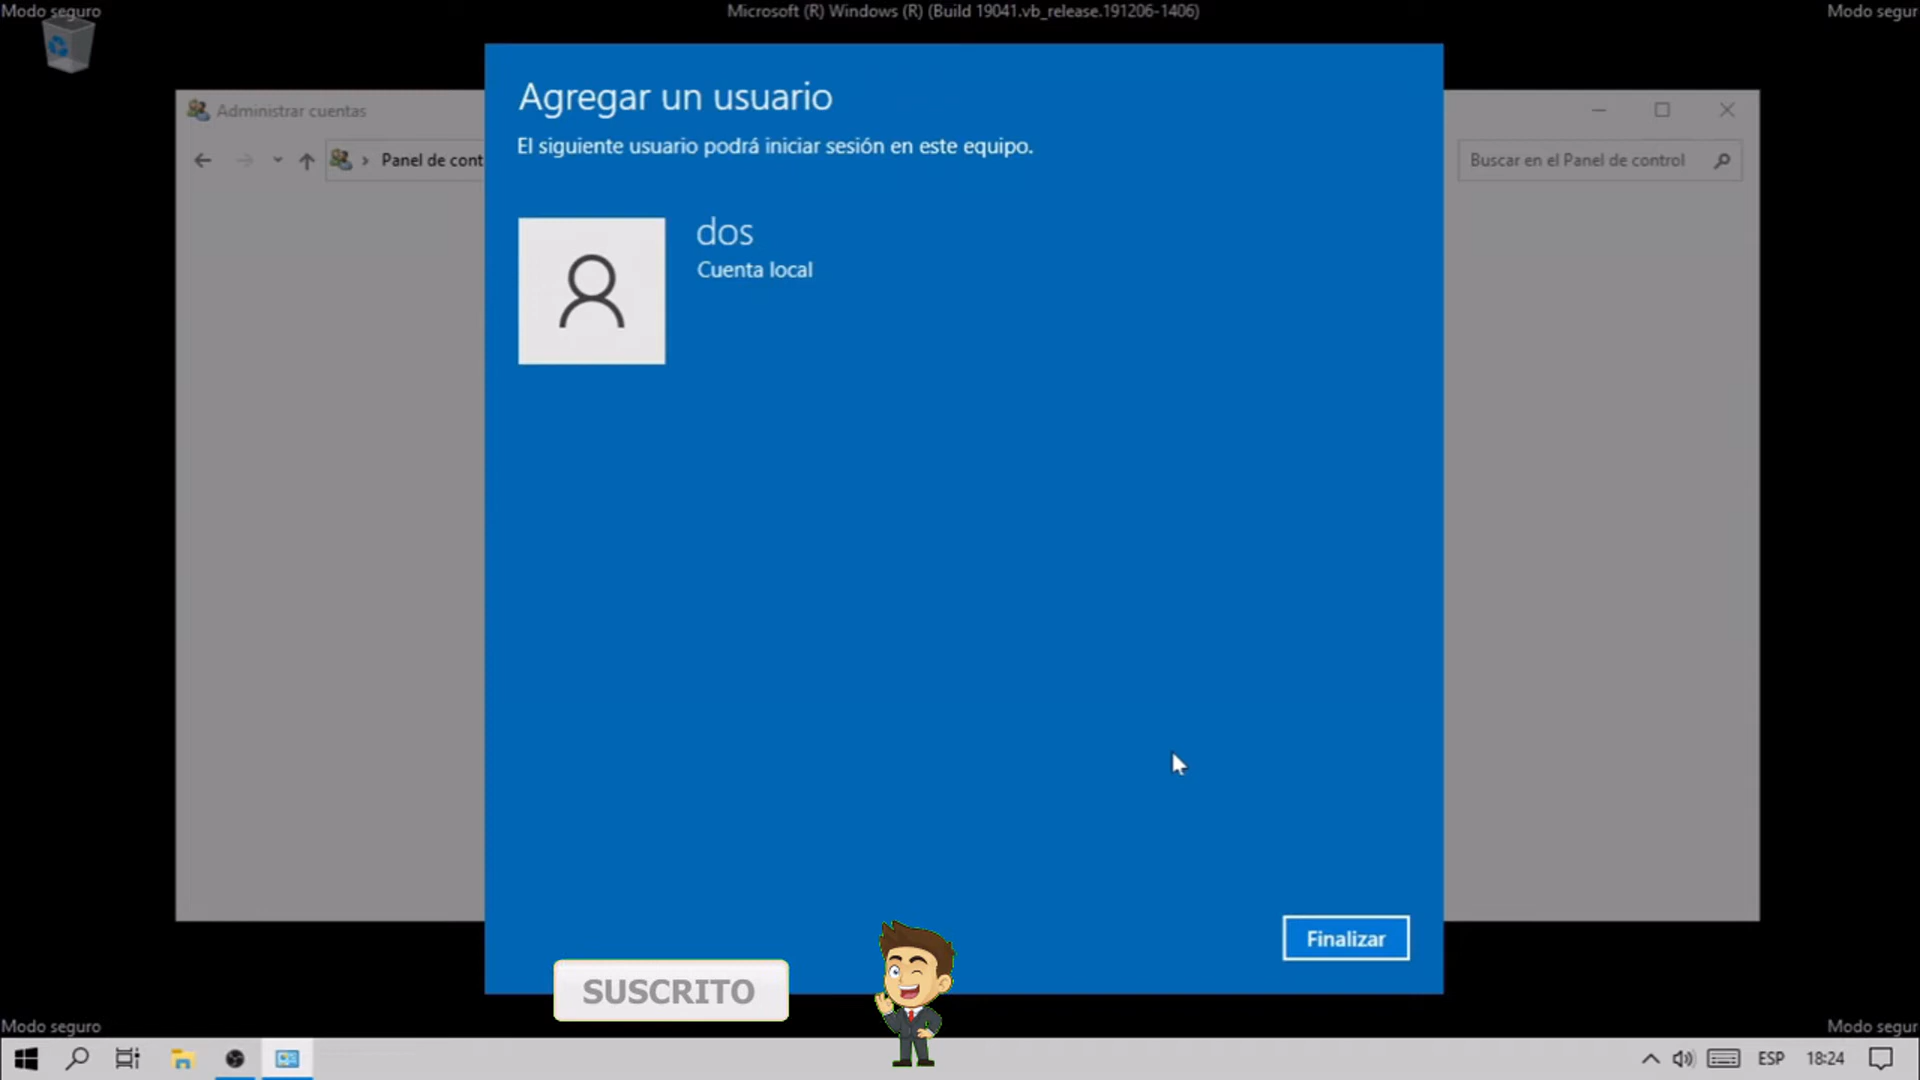 Modo seguro
Microsoft (R) Windows (R) (Build 19041.vb_release.191206-1406)
Modo segur
Administrar cuentas
Panel de cont
Buscar en el Panel de control
Agregar un usuario
El siguiente usuario podrá iniciar sesión en este equipo.
dos
Cuenta local
Finalizar
SUSCRITO
Modo seguro
Modo segur
ESP
18:24